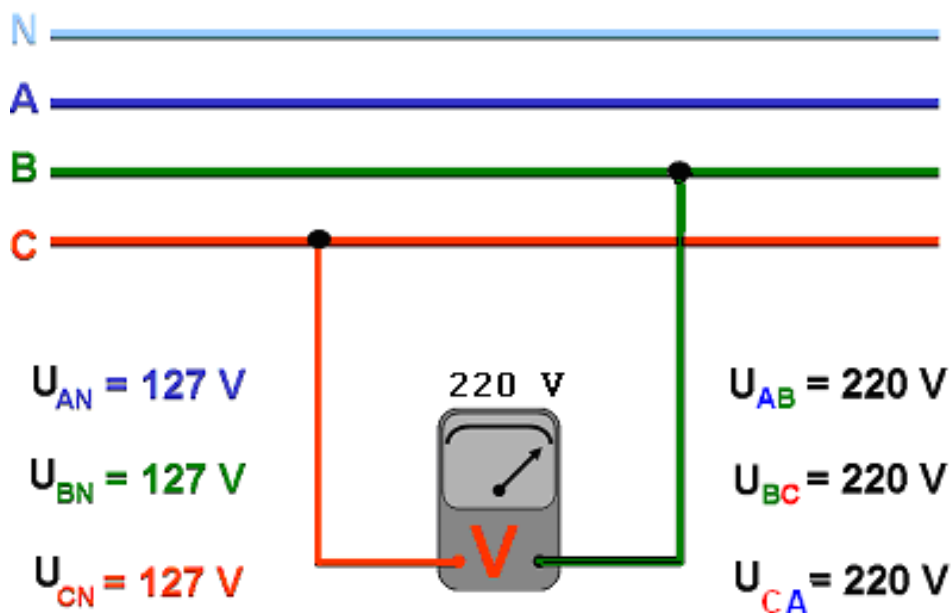 N
A
B
C
220 V
U_AN = 127 V
U_AB = 220 V
U_BN = 127 V
U_BC = 220 V
V
U_CN = 127 V
U_CA = 220 V